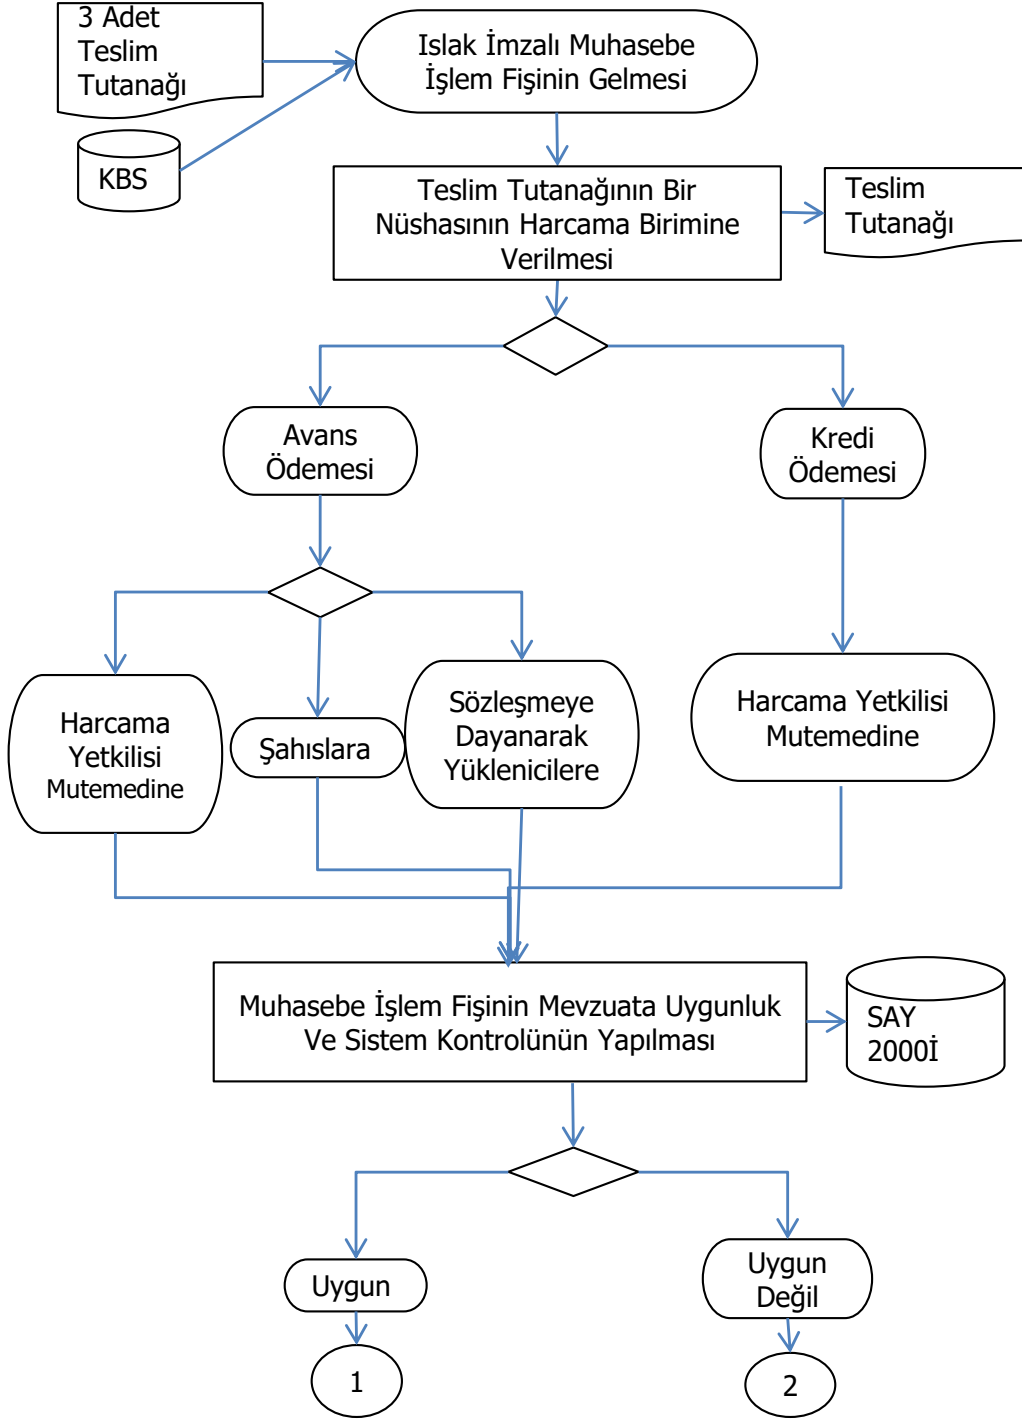 3 Adet
Teslim
Tutanağı
Islak İmzalı Muhasebe
İşlem Fişinin Gelmesi
KBS
Teslim Tutanağının Bir
Nüshasının Harcama Birimine
Verilmesi
Teslim
Tutanağı
Avans
Ödemesi
Kredi
Ödemesi
Harcama
Yetkilisi
Mutemedine
Şahıslara
Sözleşmeye
Dayanarak
Yüklenicilere
Harcama Yetkilisi
Mutemedine
Muhasebe İşlem Fişinin Mevzuata Uygunluk
Ve Sistem Kontrolünün Yapılması
SAY
2000İ
Uygun
Uygun
Değil
1
2